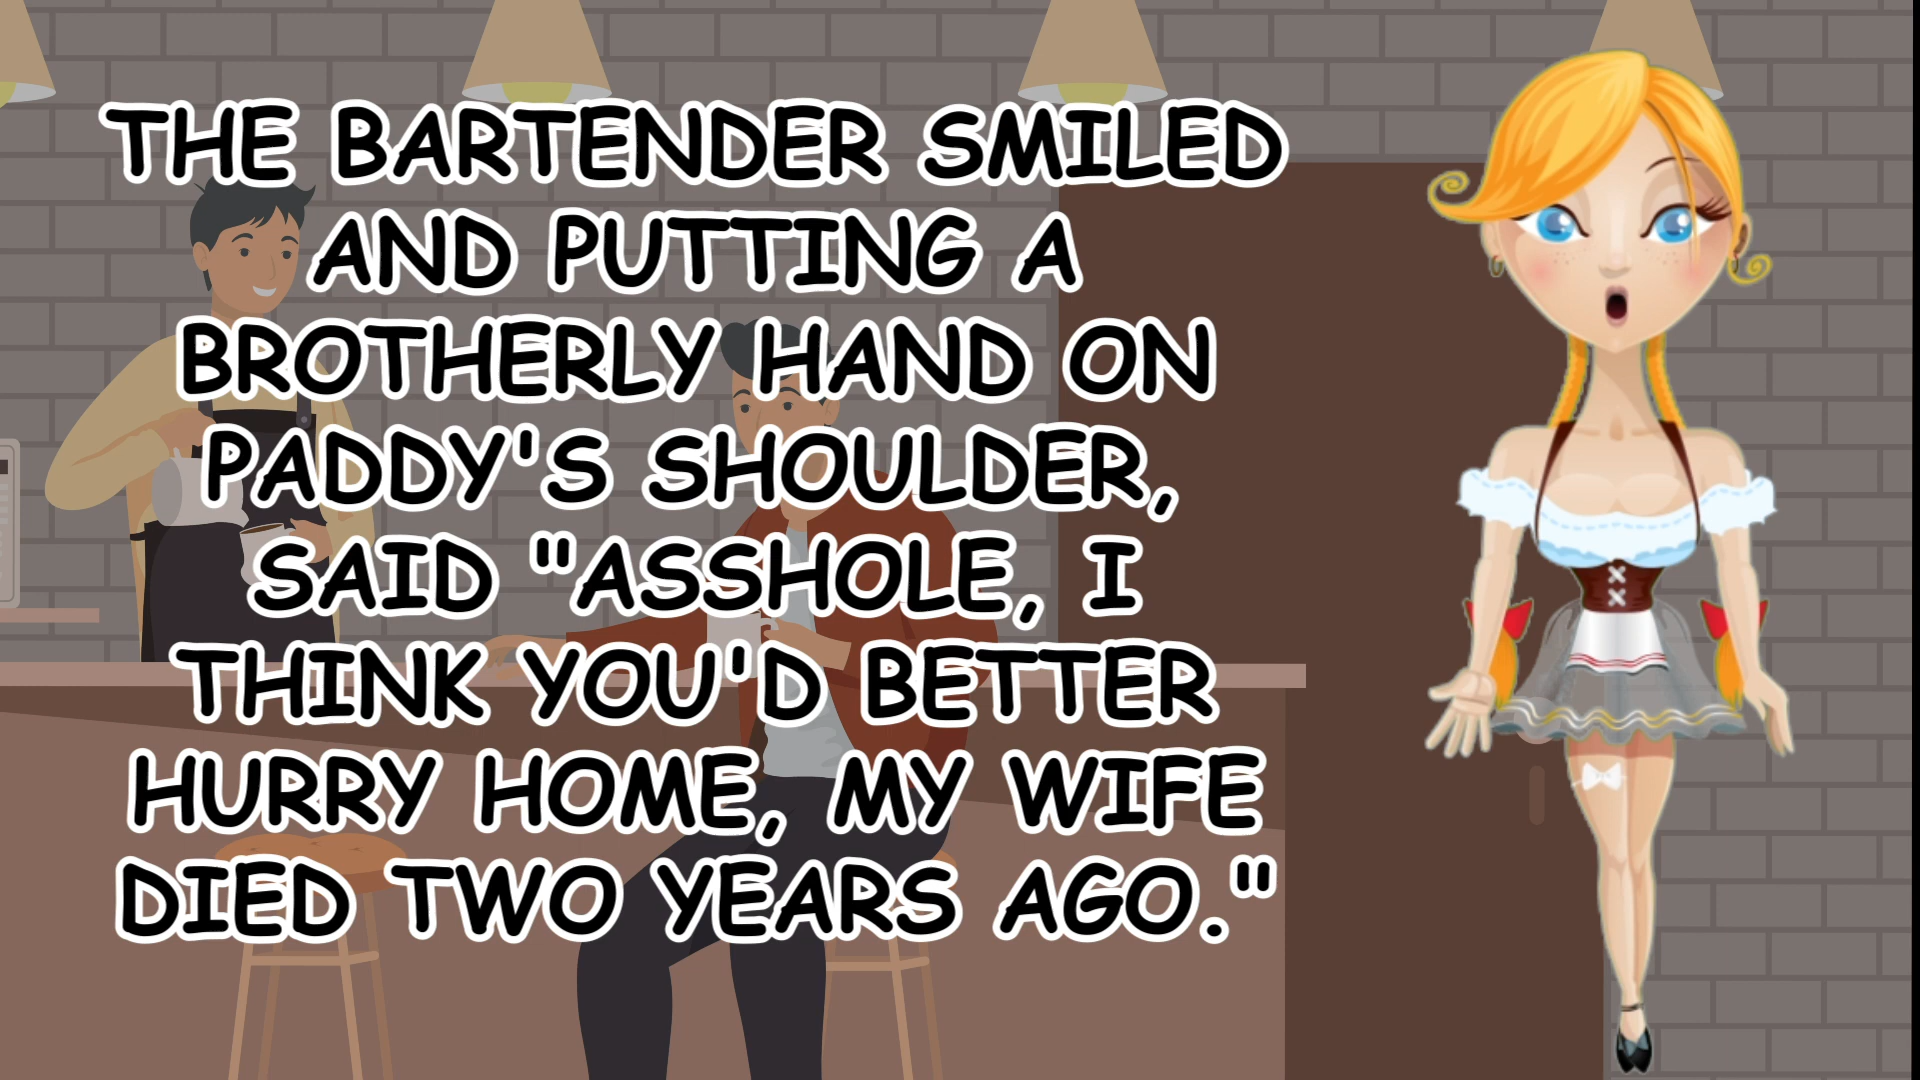 THE BARTENDER SMILED
AND PUTTING A
BROTHERLY HAND ON
PADDY'S SHOULDER,
SAID "ASSHOLE, I
THINK YOU'D BETTER
HURRY HOME, MY WIFE
DIED TWO YEARS AGO."